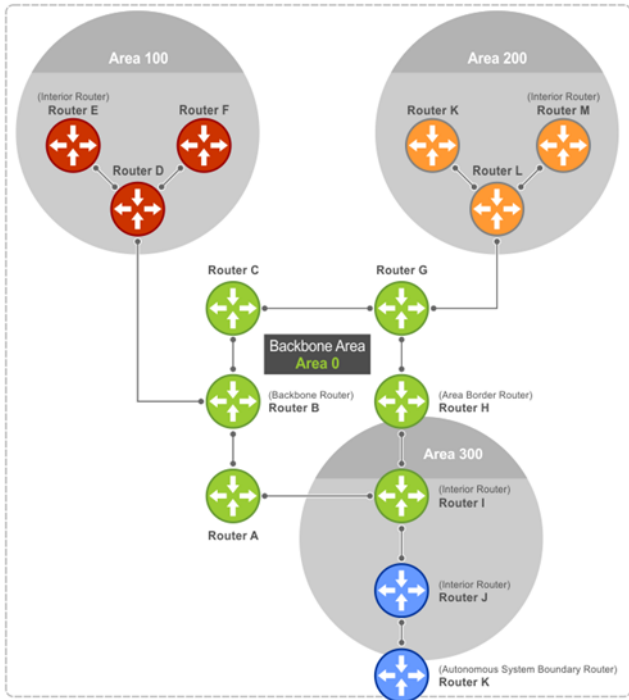 Area 100
(Interior Router)
Router E
Router F
Router D
Area 200
Router K
(Interior Router)
Router M
Router L
Router C
Router G
Backbone Area
Area 0
(Backbone Router)
Router B
(Area Border Router)
Router H
Area 300
Router A
(Interior Router)
Router I
(Interior Router)
Router J
(Autonomous System Boundary Router)
Router K